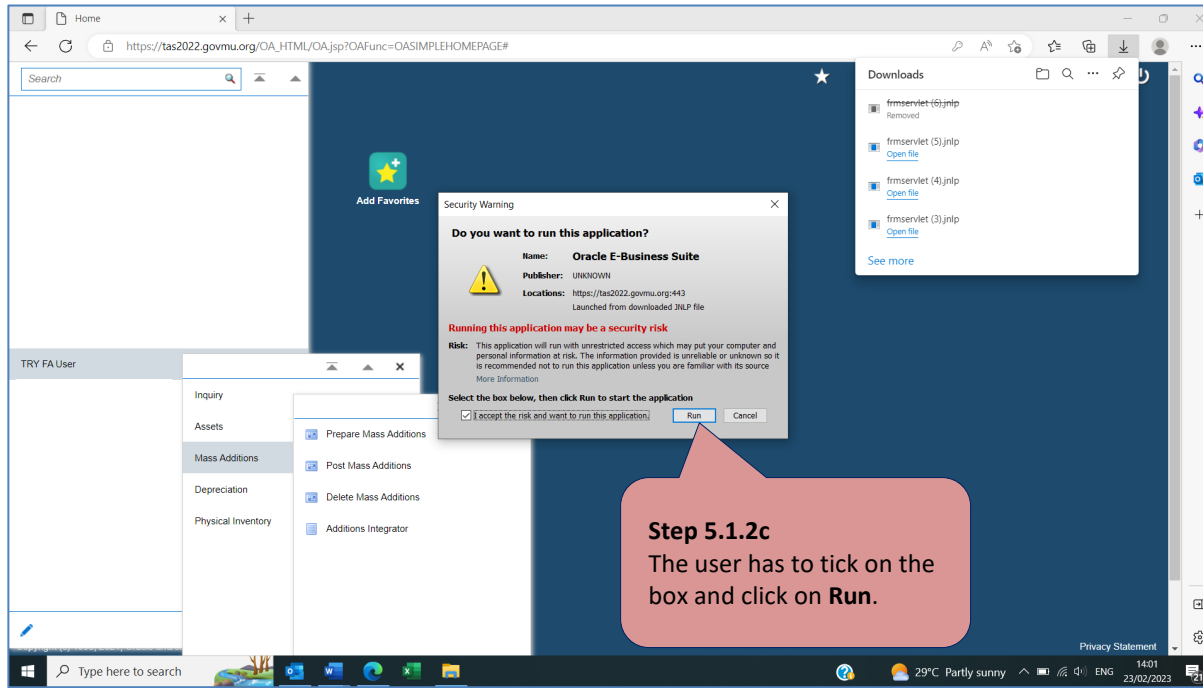 Home
https://tas2022.govmu.org/OA_HTML/OA.jsp?OAFunc=OASIMPLEHOMEPAGE#
Search
Downloads
frmservlet (6).jnlp
Removed
frmservlet (5).jnlp
Open file
frmservlet (4).jnlp
Open file
frmservlet (3).jnlp
Open file
See more
Add Favorites
Security Warning
Do you want to run this application?
Name: Oracle E-Business Suite
Publisher: UNKNOWN
Locations: https://tas2022.govmu.org:443
Launched from downloaded JNLP file
Running this application may be a security risk
Risk: This application will run with unrestricted access which may put your computer and
personal information at risk. The information provided is unreliable or unknown so it
is recommended not to run this application unless you are familiar with its source
More Information
Select the box below, then click Run to start the application
I accept the risk and want to run this application.
Run
Cancel
TRY FA User
Inquiry
Assets
Mass Additions
Depreciation
Physical Inventory
Prepare Mass Additions
Post Mass Additions
Delete Mass Additions
Additions Integrator
Step 5.1.2c
The user has to tick on the
box and click on Run.
Privacy Statement
Type here to search
29°C Partly sunny
ENG
14:01
23/02/2023